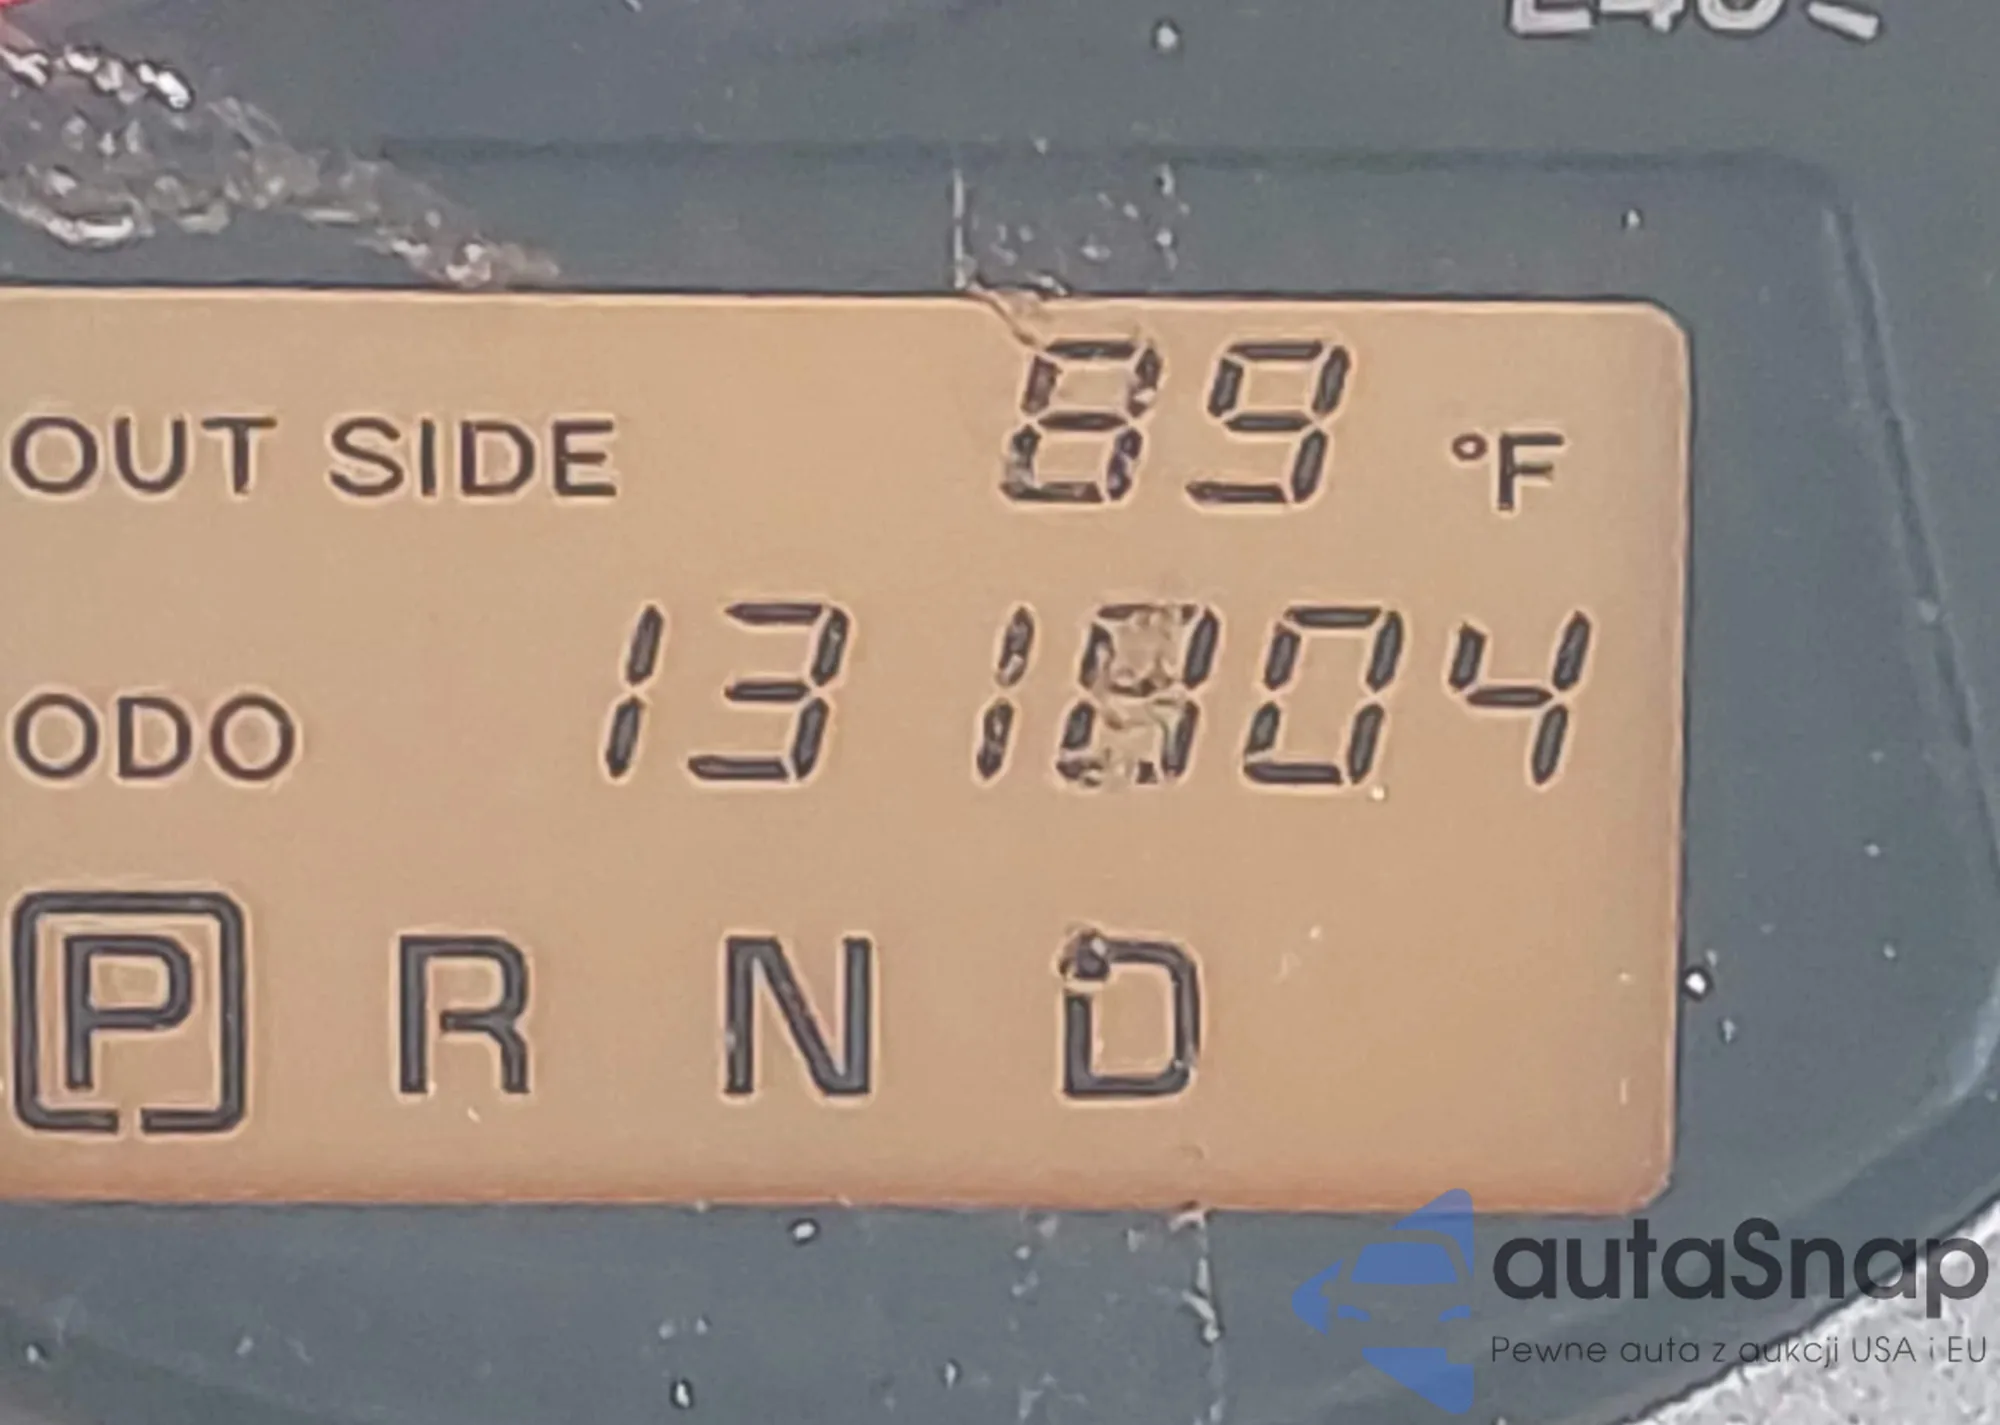 OUT SIDE 89 °F
ODO 131804
P R N D
autaSnap
Pewne auta z aukcji USA i EU